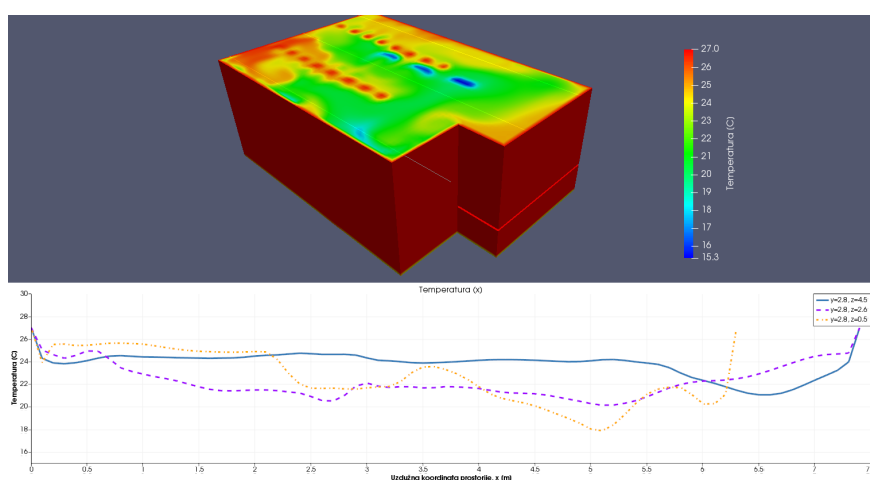 27.0
26
25
24
23
22
21
20
19
18
17
16
15.3
Temperatura (C)
Temperatura (x)
30
28
26
24
22
20
18
16
Temperatura (C)
y=2.8, z=4.5
y=2.8, z=2.6
y=2.8, z=0.5
0 0.5 1 1.5 2 2.5 3 3.5 4 4.5 5 5.5 6 6.5 7 7
Uzdužna koordinata prostorije, x (m)